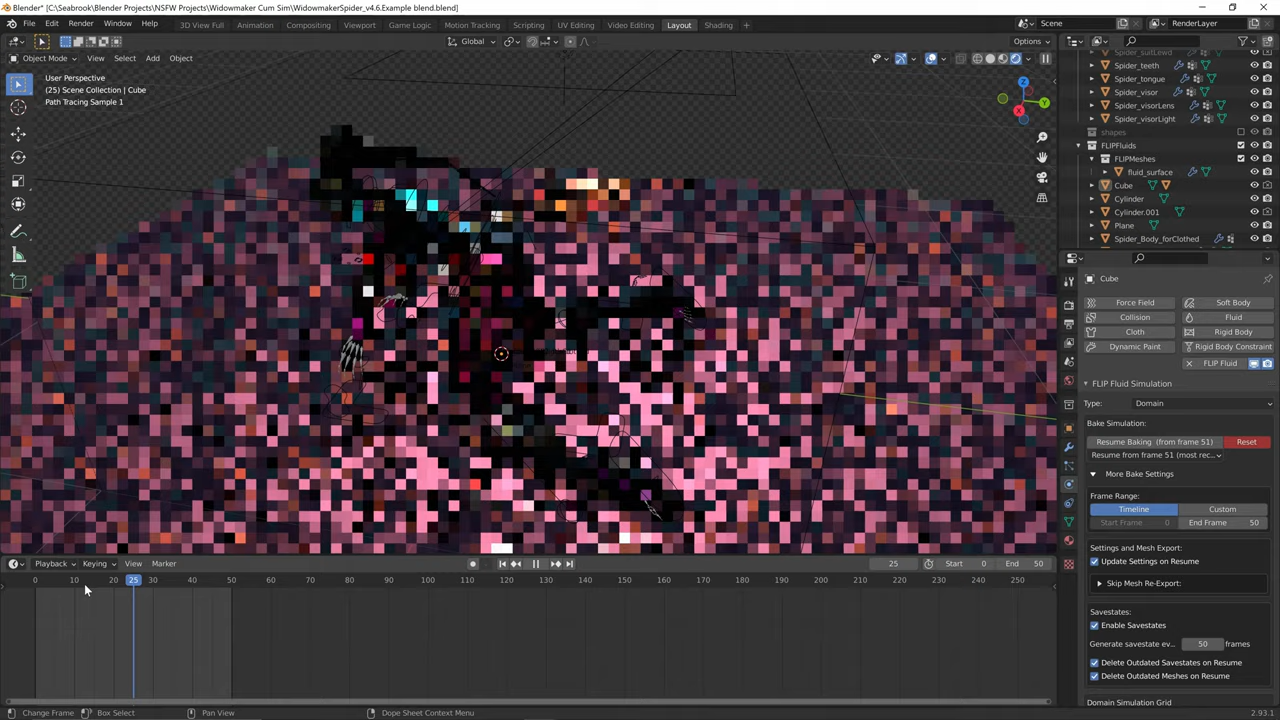 Blender* [C:\Seabrook\Blender Projects\NSFW Projects\Widowmaker Cum Sim\WidowmakerSpider_v4.6.Example blend.blend]
File Edit Render Window Help 3D View Full Animation Compositing Viewport Game Logic Motion Tracking Scripting UV Editing Video Editing Layout Shading Scene RenderLayer
Global Options
Object Mode View Select Add Object
User Perspective
(25) Scene Collection | Cube
Path Tracing Sample 1
Z
Y
X
Spider_suitLewd
Spider_teeth
Spider_tongue
Spider_visor
Spider_visorLens
Spider_visorLight
shapes
FLIPFluids
FLIPMeshes
fluid_surface
Cube
Cylinder
Cylinder.001
Plane
Spider_Body_forClothed
Cube
Force Field Soft Body
Collision Fluid
Cloth Rigid Body
Dynamic Paint Rigid Body Constraint
FLIP Fluid
FLIP Fluid Simulation
Type: Domain
Bake Simulation:
Resume Baking (from frame 51) Reset
Resume from frame 51 (most rec...
More Bake Settings
Frame Range:
Timeline Custom
Start Frame 0 End Frame 50
Settings and Mesh Export:
Update Settings on Resume
Skip Mesh Re-Export:
Savestates:
Enable Savestates
Generate savestate ev... 50 frames
Delete Outdated Savestates on Resume
Delete Outdated Meshes on Resume
Domain Simulation Grid
Playback Keying View Marker 25 Start 0 End 50
0 10 20 25 30 40 50 60 70 80 90 100 110 120 130 140 150 160 170 180 190 200 210 220 230 240 250
Change Frame Box Select Pan View Dope Sheet Context Menu 2.93.1